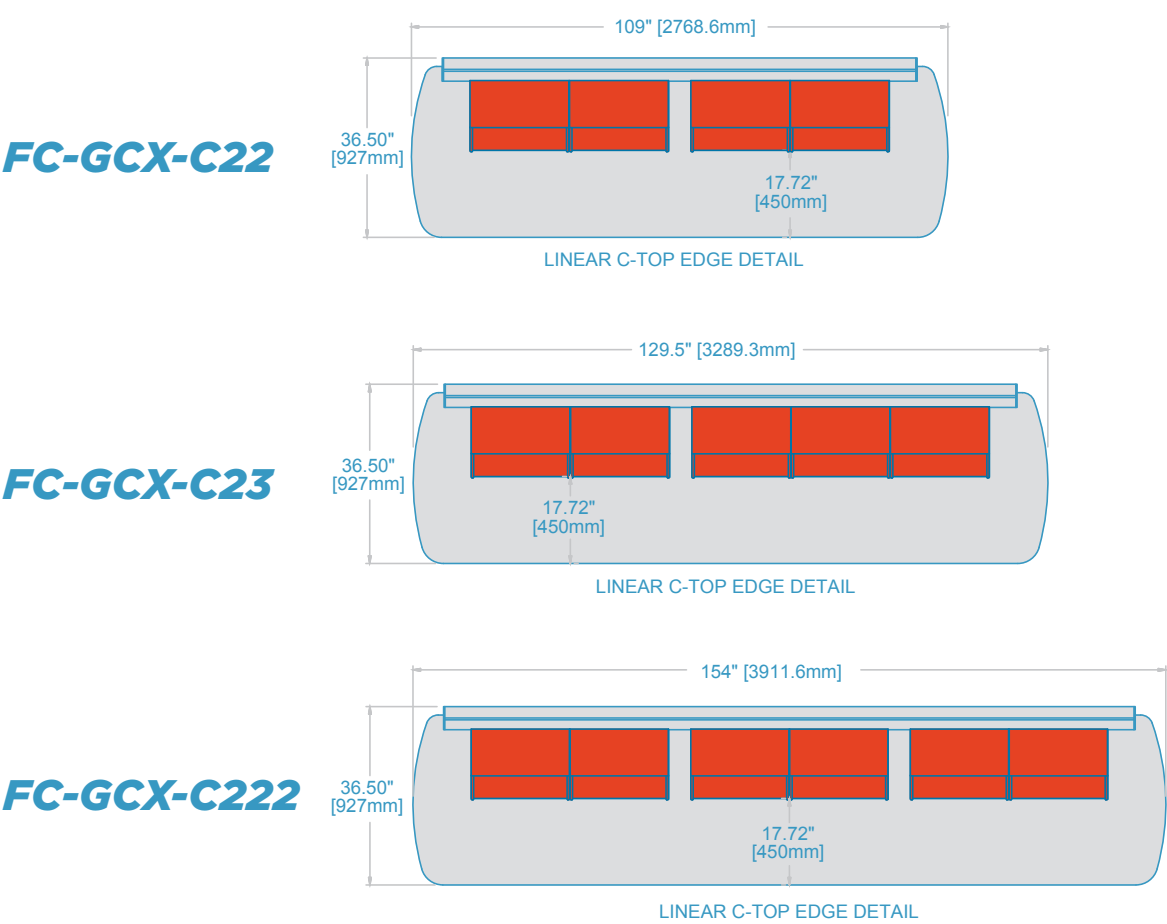 109" [2768.6mm]
FC-GCX-C22
36.50"
[927mm]
17.72"
[450mm]
LINEAR C-TOP EDGE DETAIL
129.5" [3289.3mm]
FC-GCX-C23
36.50"
[927mm]
17.72"
[450mm]
LINEAR C-TOP EDGE DETAIL
154" [3911.6mm]
FC-GCX-C222
36.50"
[927mm]
17.72"
[450mm]
LINEAR C-TOP EDGE DETAIL